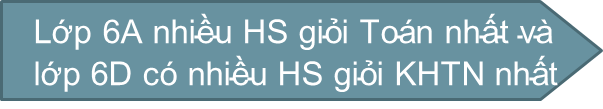 Lớp 6A nhiều HS giỏi Toán nhất và
lớp 6D có nhiều HS giỏi KHTN nhất